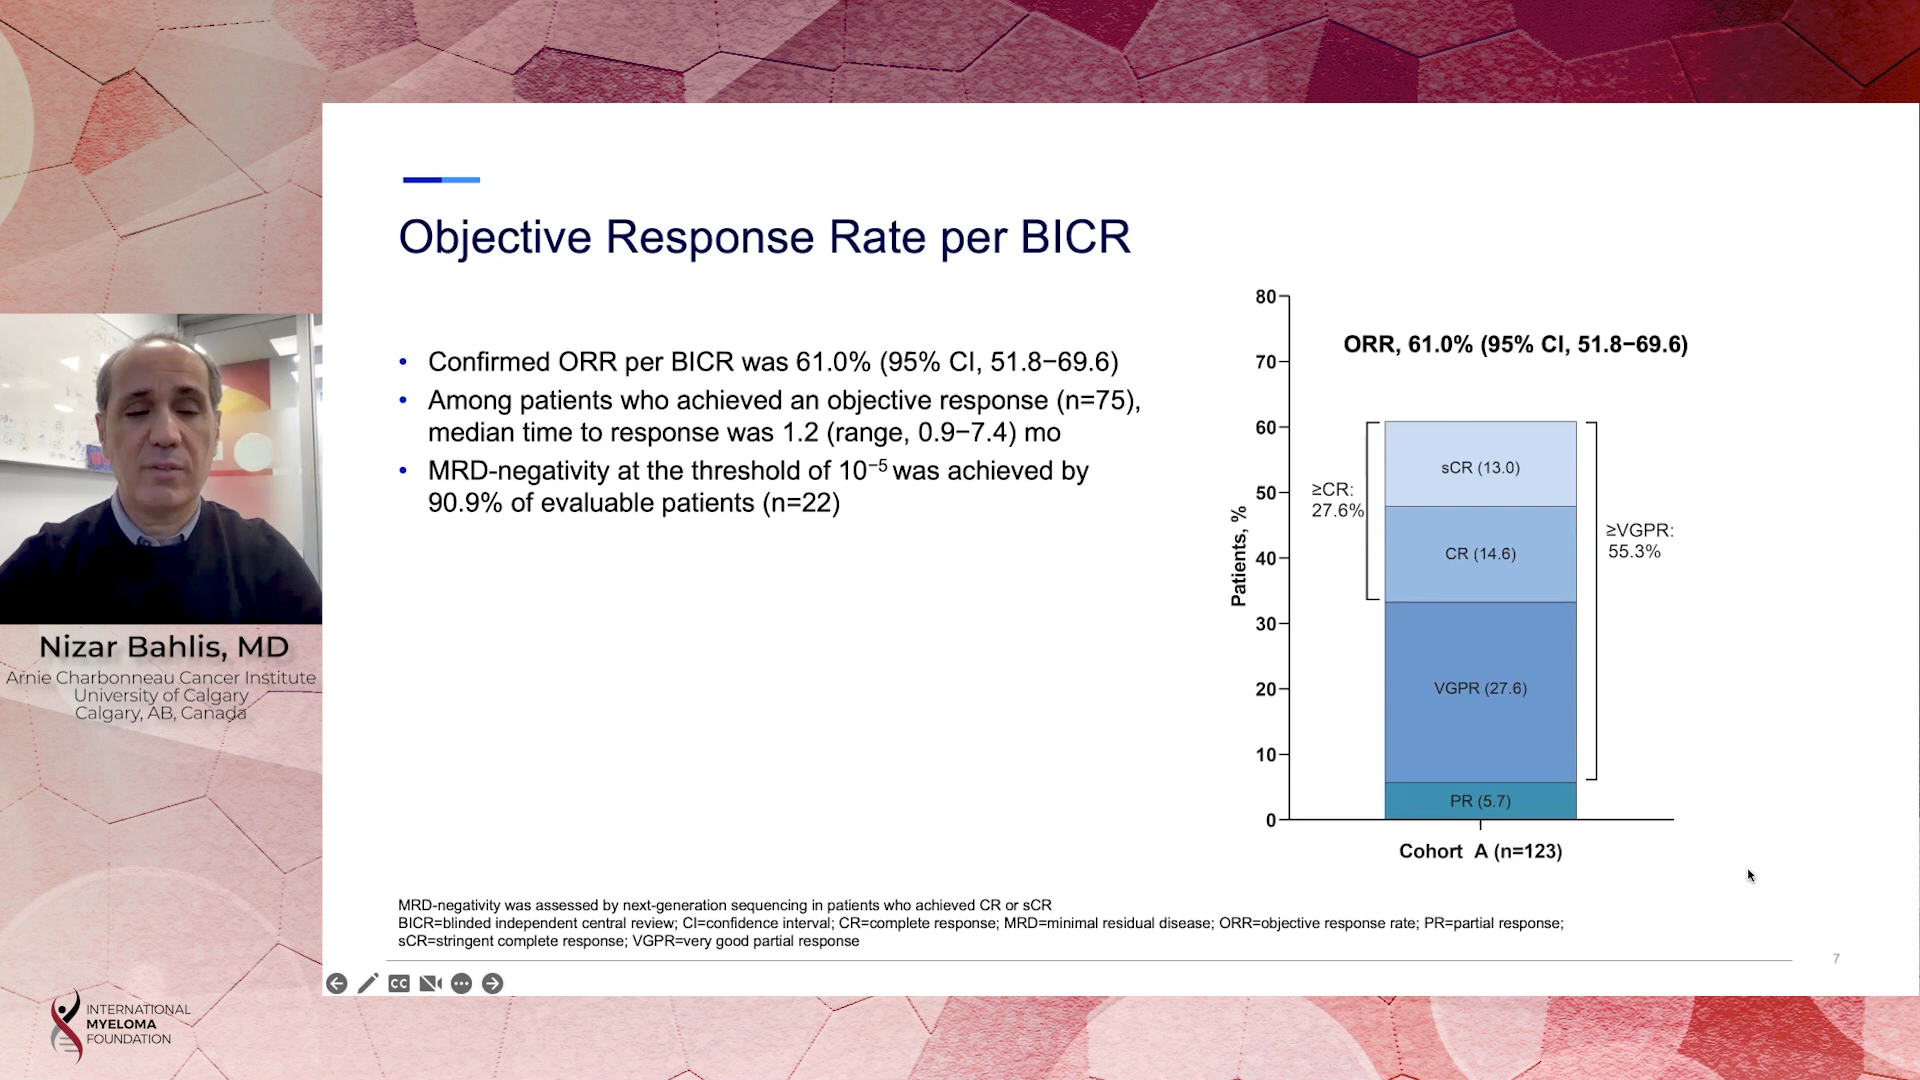 Objective Response Rate per BICR
• Confirmed ORR per BICR was 61.0% (95% CI, 51.8–69.6)
• Among patients who achieved an objective response (n=75),
median time to response was 1.2 (range, 0.9–7.4) mo
• MRD-negativity at the threshold of 10⁻⁵ was achieved by
90.9% of evaluable patients (n=22)
ORR, 61.0% (95% CI, 51.8–69.6)
Patients, %
80
70
60
50
40
30
20
10
0
≥CR:
27.6%
sCR (13.0)
CR (14.6)
VGPR (27.6)
PR (5.7)
≥VGPR:
55.3%
Cohort A (n=123)
MRD-negativity was assessed by next-generation sequencing in patients who achieved CR or sCR
BICR=blinded independent central review; CI=confidence interval; CR=complete response; MRD=minimal residual disease; ORR=objective response rate; PR=partial response;
sCR=stringent complete response; VGPR=very good partial response
7
CC
Nizar Bahlis, MD
Arnie Charbonneau Cancer Institute
University of Calgary
Calgary, AB, Canada
INTERNATIONAL
MYELOMA
FOUNDATION